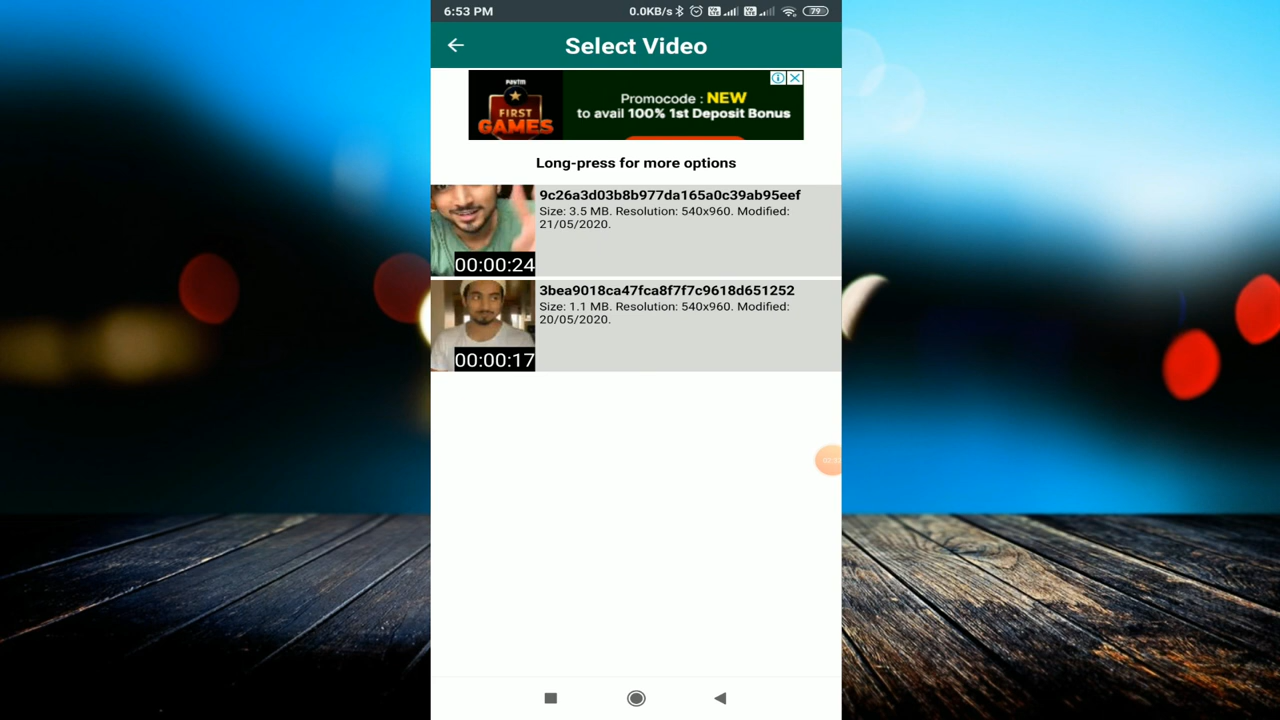 6:53 PM
0.0KB/s
79
Select Video
Paytm
FIRST
GAMES
Promocode : NEW
to avail 100% 1st Deposit Bonus
Long-press for more options
9c26a3d03b8b977da165a0c39ab95eef
Size: 3.5 MB. Resolution: 540x960. Modified:
21/05/2020.
00:00:24
3bea9018ca47fca8f7f7c9618d651252
Size: 1.1 MB. Resolution: 540x960. Modified:
20/05/2020.
00:00:17